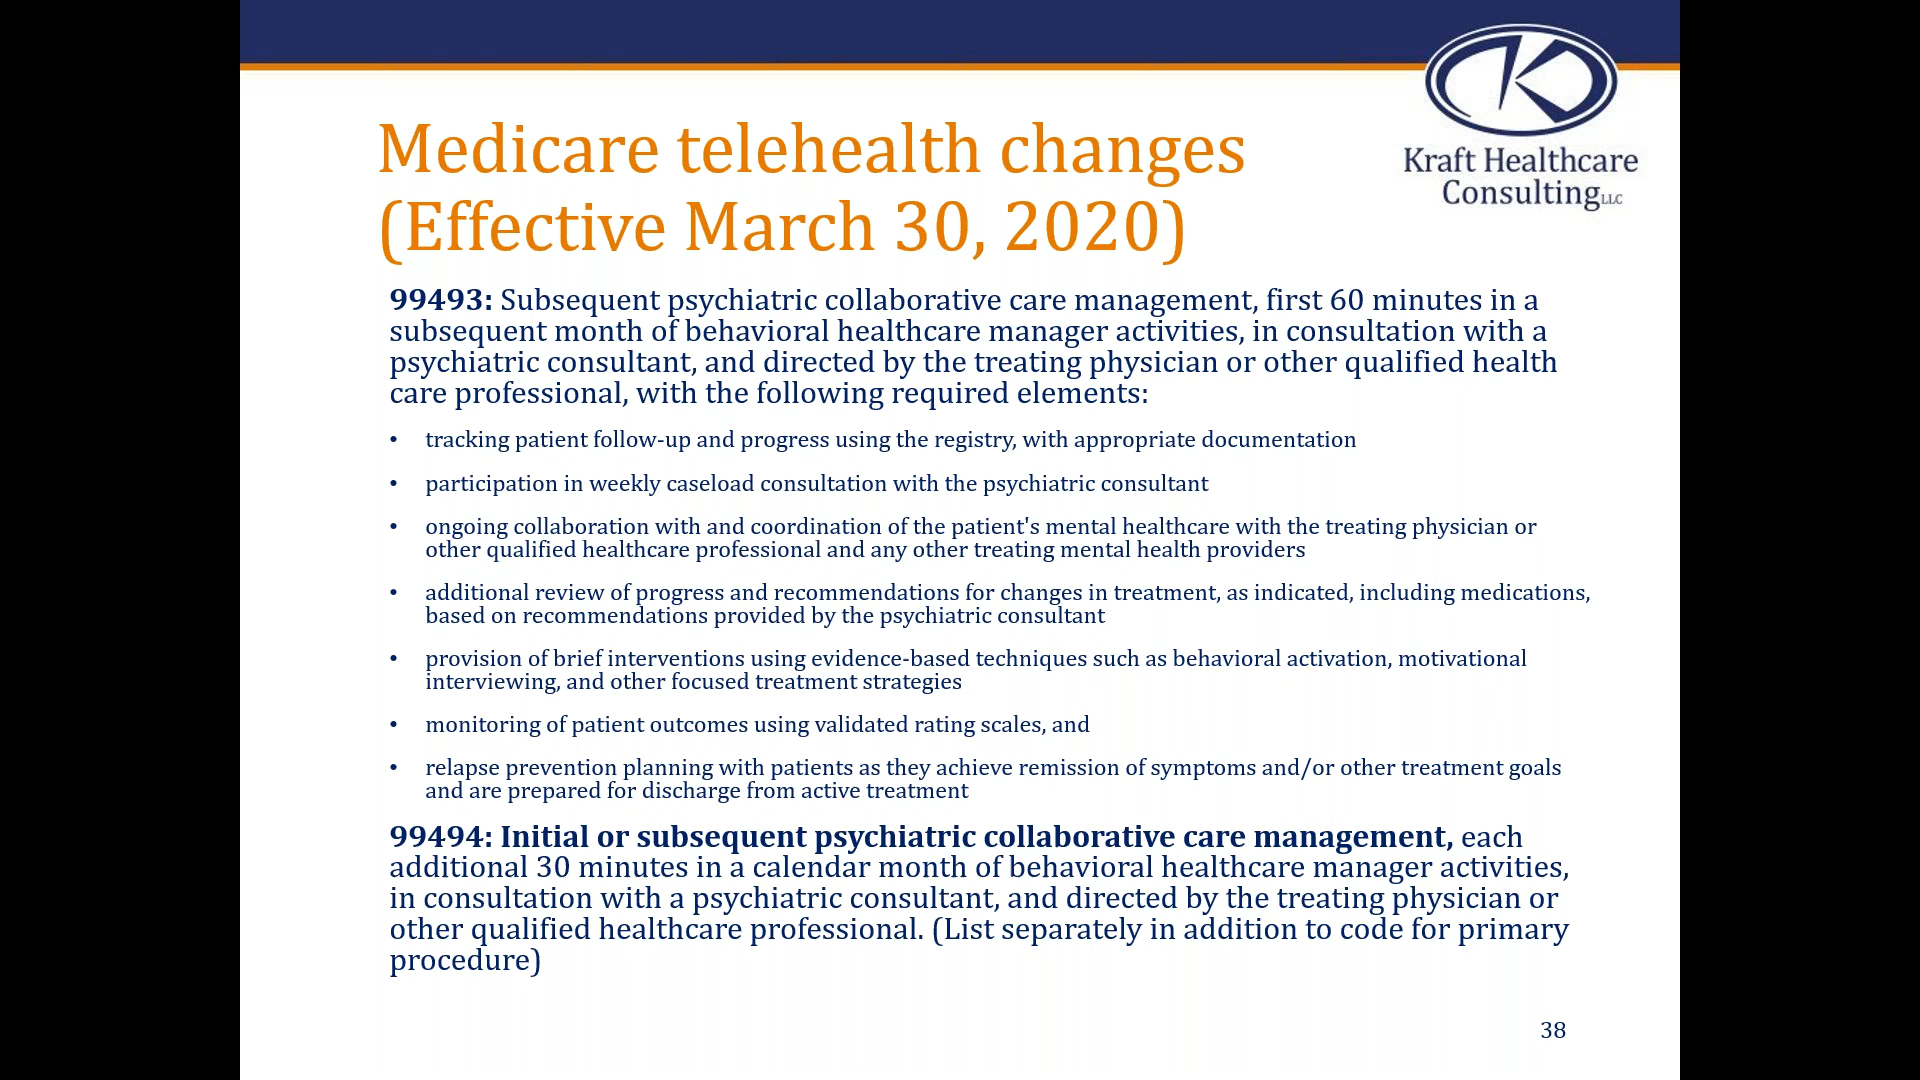 Kraft Healthcare
Consulting LLC
Medicare telehealth changes
(Effective March 30, 2020)
99493: Subsequent psychiatric collaborative care management, first 60 minutes in a
subsequent month of behavioral healthcare manager activities, in consultation with a
psychiatric consultant, and directed by the treating physician or other qualified health
care professional, with the following required elements:
• tracking patient follow-up and progress using the registry, with appropriate documentation
• participation in weekly caseload consultation with the psychiatric consultant
• ongoing collaboration with and coordination of the patient's mental healthcare with the treating physician or
other qualified healthcare professional and any other treating mental health providers
• additional review of progress and recommendations for changes in treatment, as indicated, including medications,
based on recommendations provided by the psychiatric consultant
• provision of brief interventions using evidence-based techniques such as behavioral activation, motivational
interviewing, and other focused treatment strategies
• monitoring of patient outcomes using validated rating scales, and
• relapse prevention planning with patients as they achieve remission of symptoms and/or other treatment goals
and are prepared for discharge from active treatment
99494: Initial or subsequent psychiatric collaborative care management, each
additional 30 minutes in a calendar month of behavioral healthcare manager activities,
in consultation with a psychiatric consultant, and directed by the treating physician or
other qualified healthcare professional. (List separately in addition to code for primary
procedure)
38